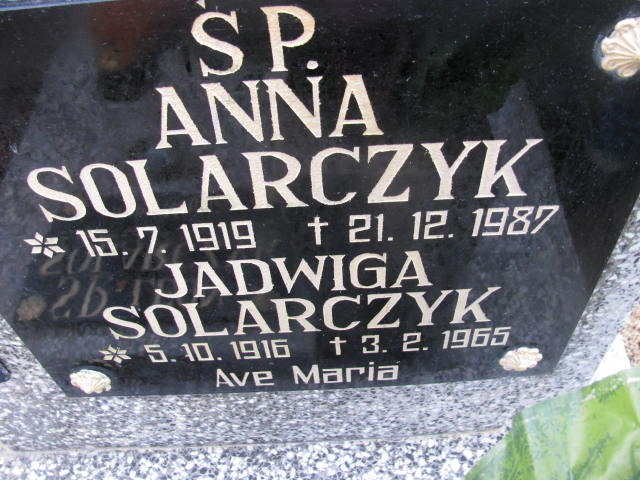 Ś P.
ANNA
SOLARCZYK
* 15. 7. 1919 † 21. 12. 1987
JADWIGA
SOLARCZYK
* 5. 10. 1916 † 3. 2. 1965
Ave Maria